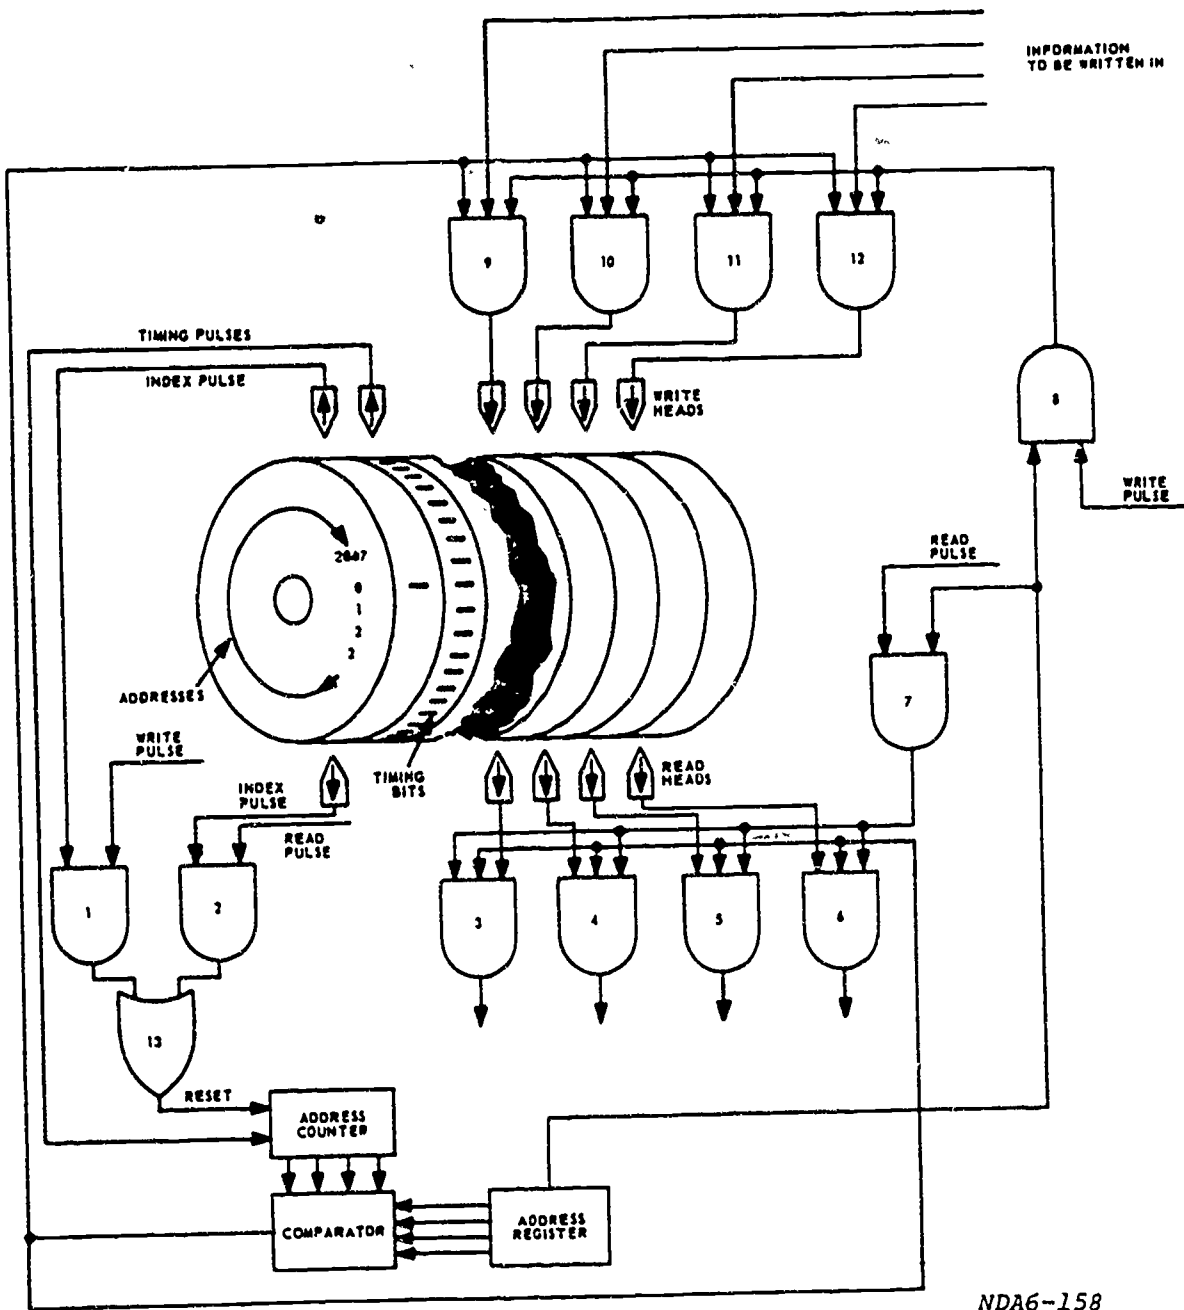 INFORMATION
TO BE WRITTEN IN
9
10
11
12
TIMING PULSES
INDEX PULSE
WRITE
HEADS
8
WRITE
PULSE
READ
PULSE
2047
0
1
2
2
ADDRESSES
7
WRITE
PULSE
TIMING
BITS
READ
HEADS
INDEX
PULSE
READ
PULSE
1
2
3
4
5
6
13
RESET
ADDRESS
COUNTER
COMPARATOR
ADDRESS
REGISTER
NDA6-158